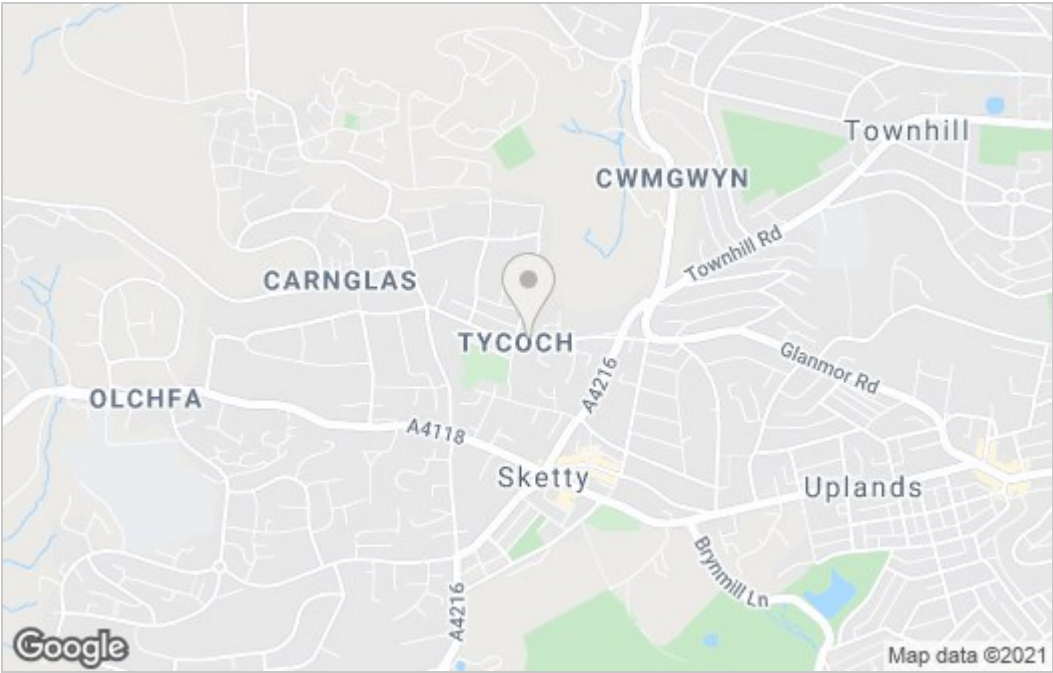 Townhill
CWMGWYN
Townhill Rd
CARNGLAS
TYCOCH
Glanmor Rd
A4216
OLCHFA
A4118
Sketty
Uplands
Brynmill Ln
A4216
Google
Map data ©2021